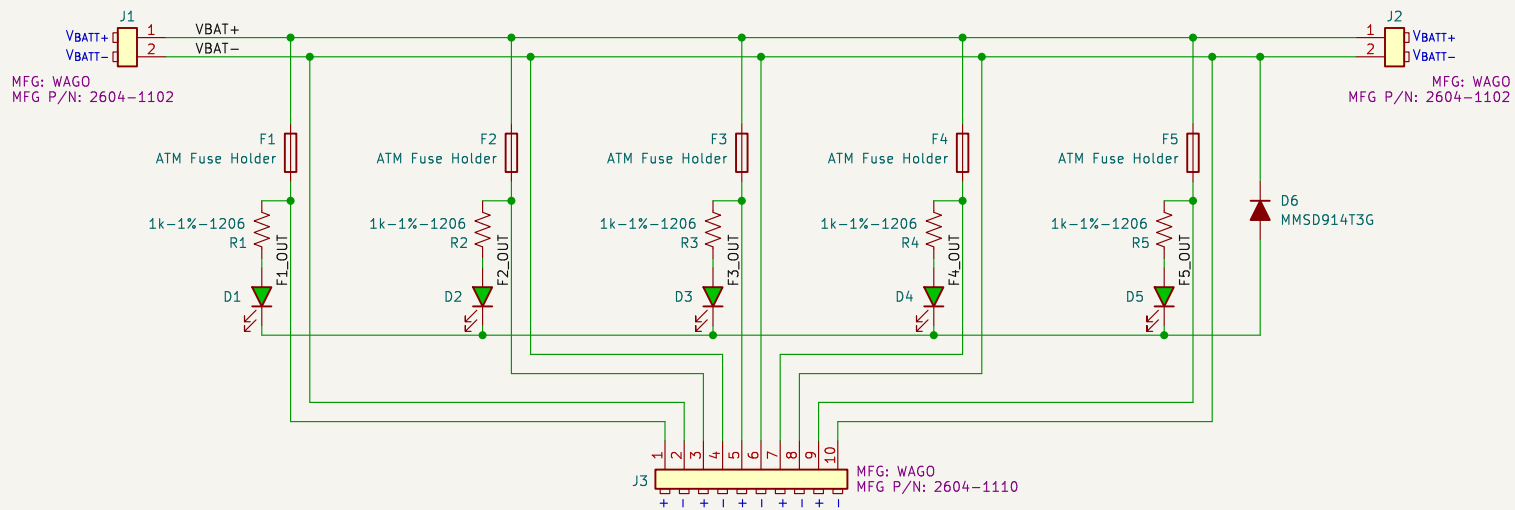 J1
J2
VBATT+ 1 VBAT+
1 VBATT+
VBATT- 2 VBAT-
2 VBATT-
MFG: WAGO
MFG P/N: 2604-1102
MFG: WAGO
MFG P/N: 2604-1102
F1
ATM Fuse Holder
F2
ATM Fuse Holder
F3
ATM Fuse Holder
F4
ATM Fuse Holder
F5
ATM Fuse Holder
1k-1%-1206
R1
1k-1%-1206
R2
1k-1%-1206
R3
1k-1%-1206
R4
1k-1%-1206
R5
D6
MMSD914T3G
F1_OUT
F2_OUT
F3_OUT
F4_OUT
F5_OUT
D1
D2
D3
D4
D5
1 2 3 4 5 6 7 8 9 10
J3
MFG: WAGO
MFG P/N: 2604-1110
+ - + - + - + - + -